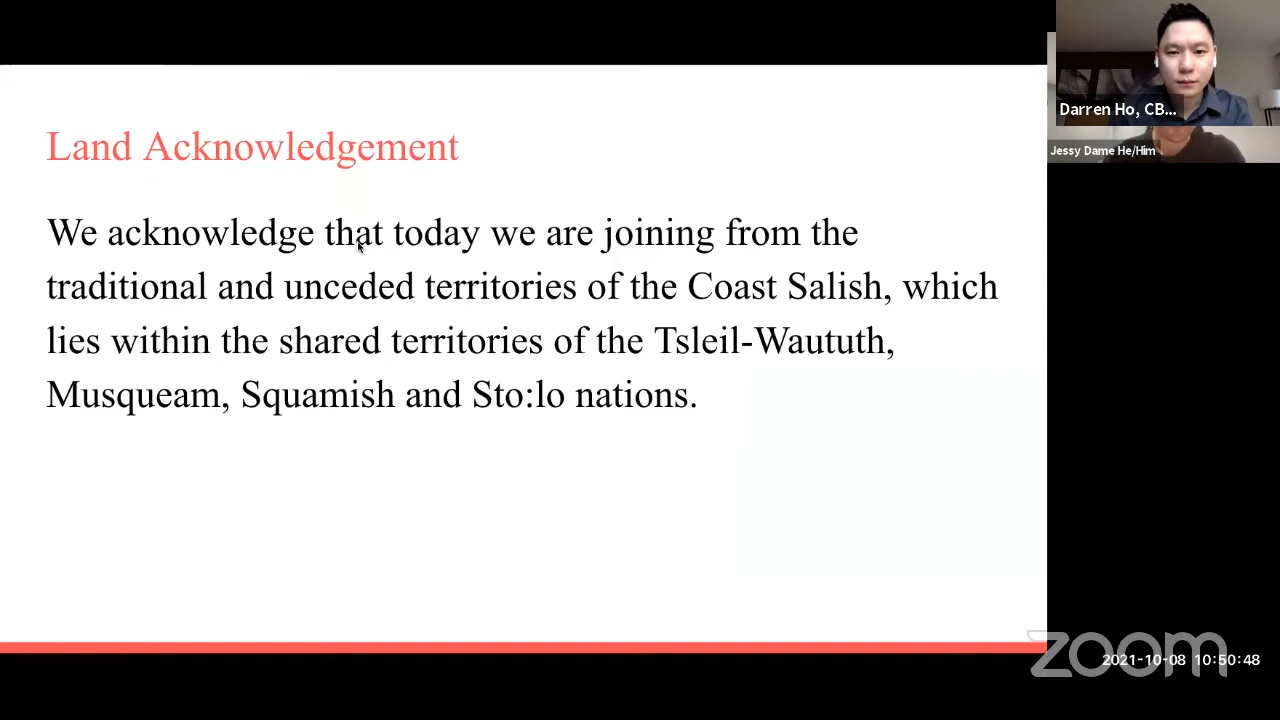 Land Acknowledgement
We acknowledge that today we are joining from the
traditional and unceded territories of the Coast Salish, which
lies within the shared territories of the Tsleil-Waututh,
Musqueam, Squamish and Sto:lo nations.
Darren Ho, CB...
Jessy Dame He/Him
zoom
2021-10-08 10:50:48